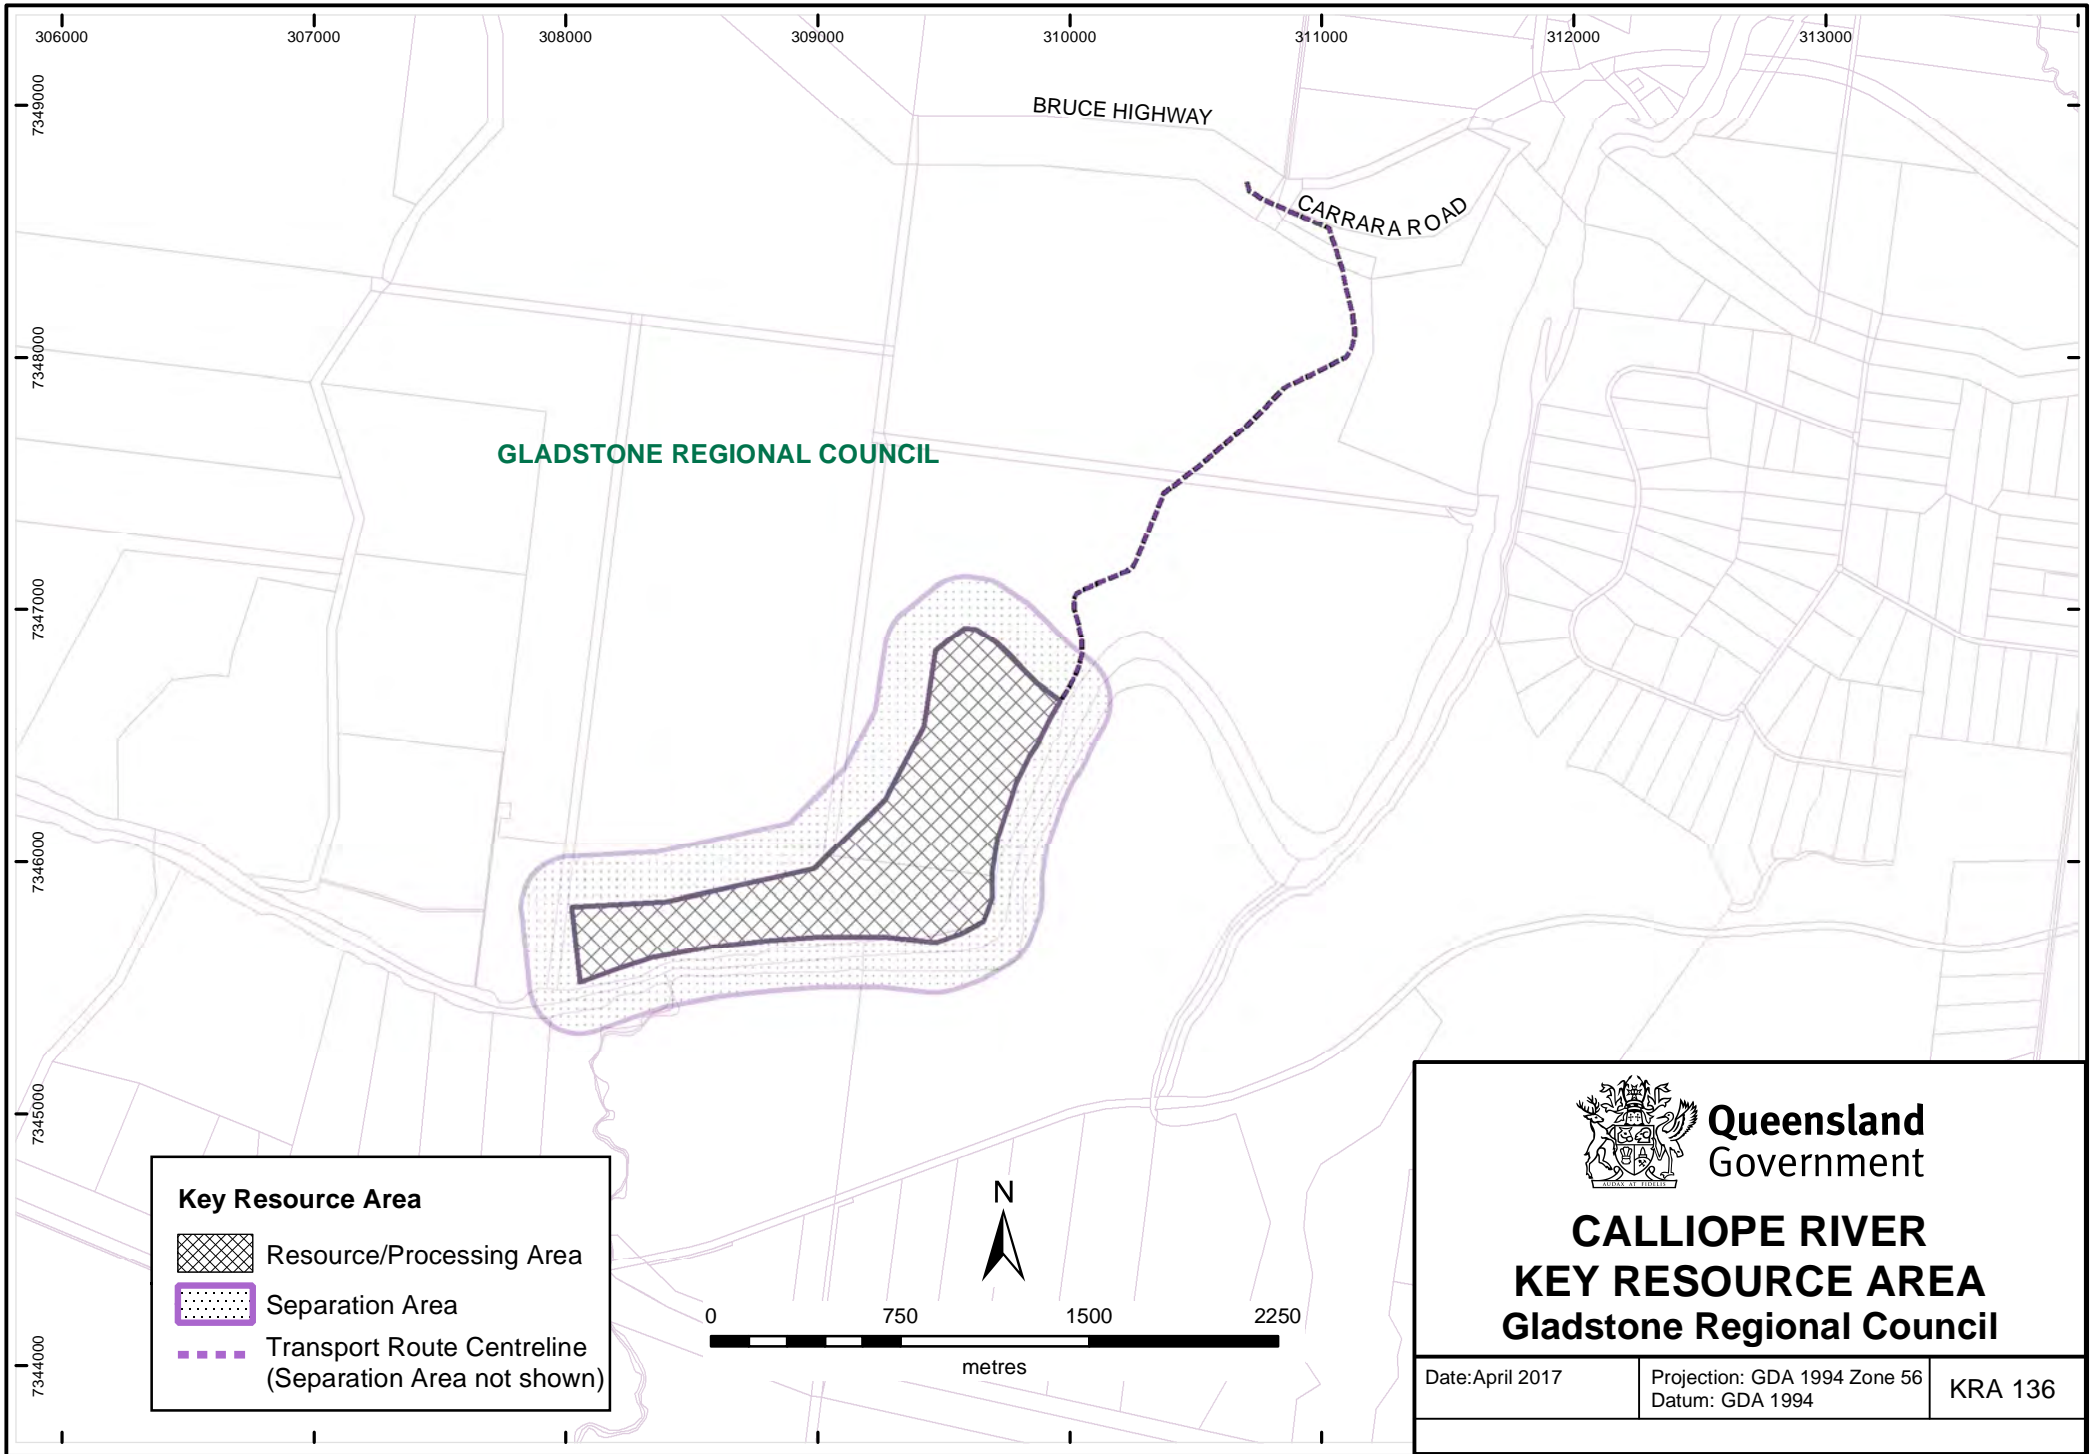 306000
307000
308000
309000
310000
311000
312000
313000
7349000
7348000
7347000
7346000
7345000
7344000
BRUCE HIGHWAY
CARRARA ROAD
GLADSTONE REGIONAL COUNCIL
Key Resource Area
Resource/Processing Area
Separation Area
Transport Route Centreline
(Separation Area not shown)
N
0 750 1500 2250
metres
AUDAX AT FIDELIS
Queensland
Government
CALLIOPE RIVER
KEY RESOURCE AREA
Gladstone Regional Council
Date:April 2017
Projection: GDA 1994 Zone 56
Datum: GDA 1994
KRA 136